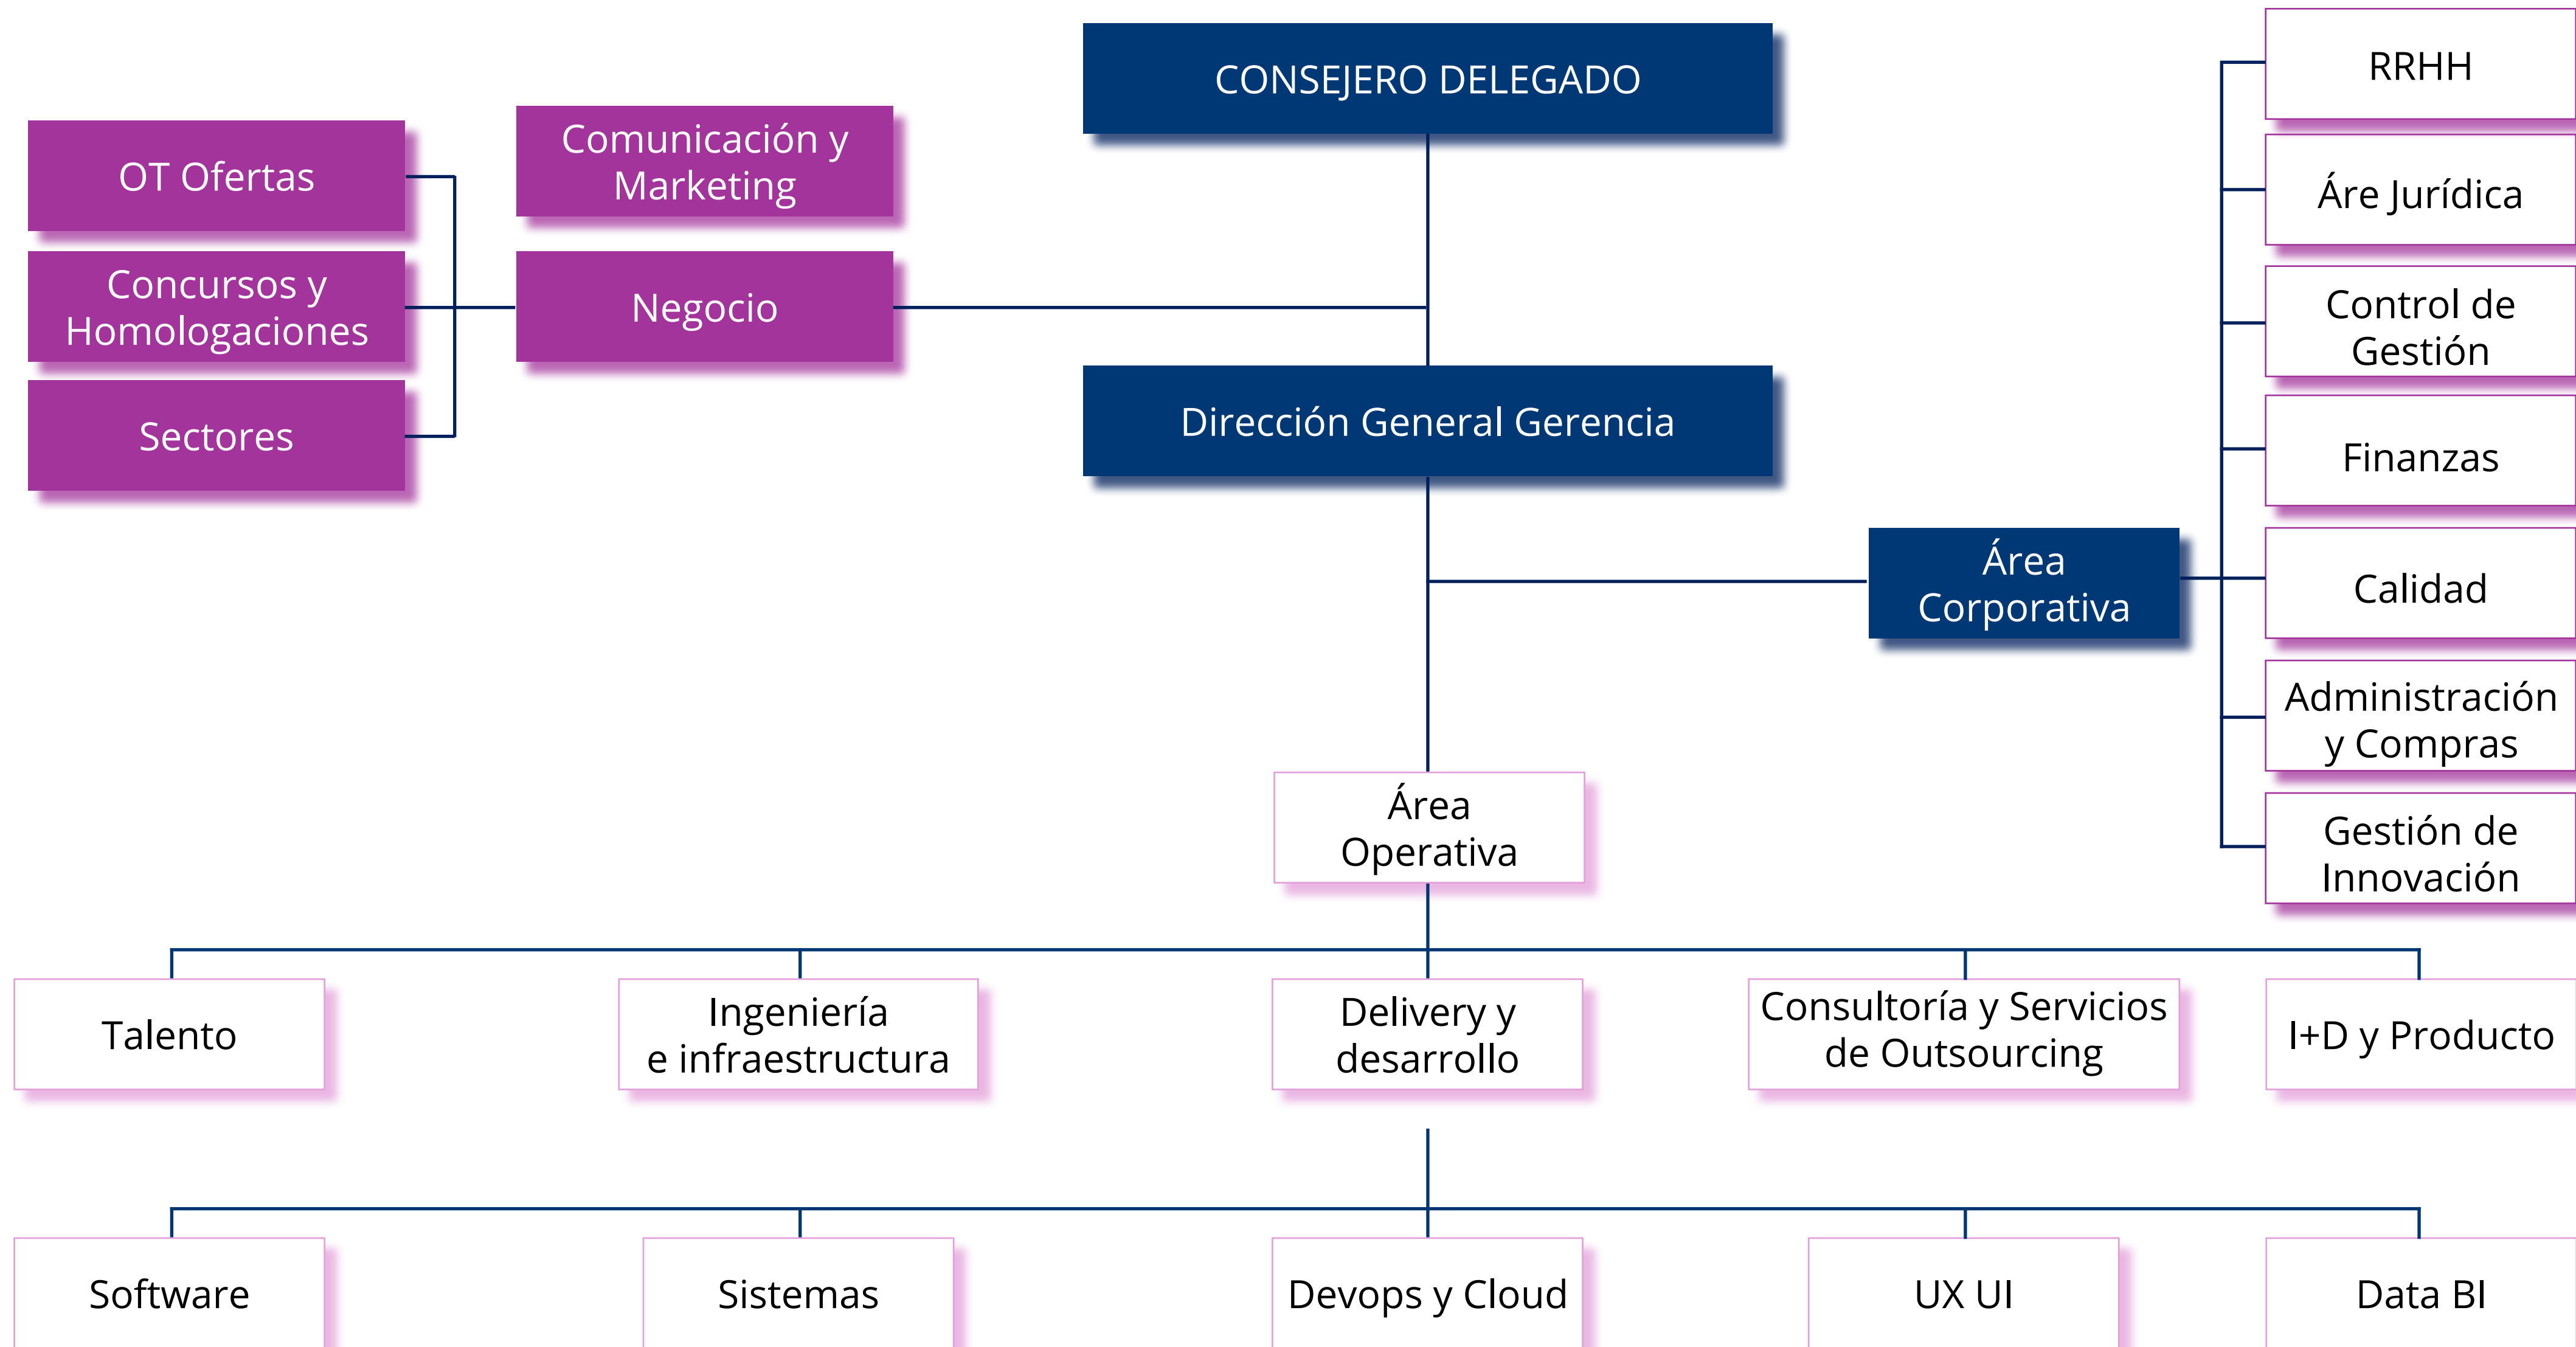 CONSEJERO DELEGADO
OT Ofertas
Comunicación y
Marketing
Concursos y
Homologaciones
Negocio
Sectores
Dirección General Gerencia
Área
Corporativa
RRHH
Áre Jurídica
Control de
Gestión
Finanzas
Calidad
Administración
y Compras
Gestión de
Innovación
Área
Operativa
Talento
Ingeniería
e infraestructura
Delivery y
desarrollo
Consultoría y Servicios
de Outsourcing
I+D y Producto
Software
Sistemas
Devops y Cloud
UX UI
Data BI